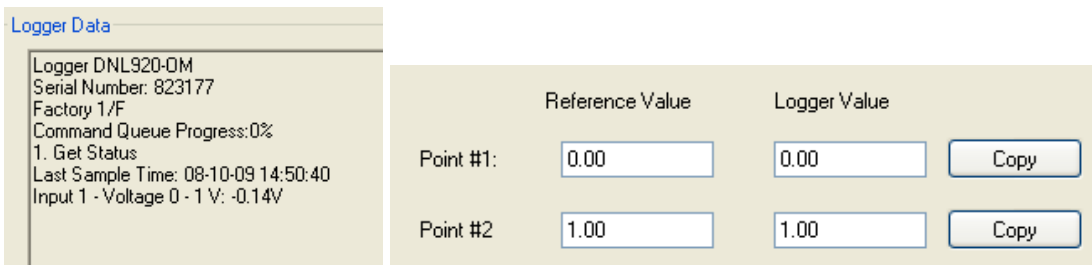 Logger Data
Logger DNL920-OM
Serial Number: 823177
Factory 1/F
Command Queue Progress:0%
1. Get Status
Last Sample Time: 08-10-09 14:50:40
Input 1 - Voltage 0 - 1 V: -0.14V
Reference Value Logger Value
Point #1: 0.00 0.00 Copy
Point #2 1.00 1.00 Copy